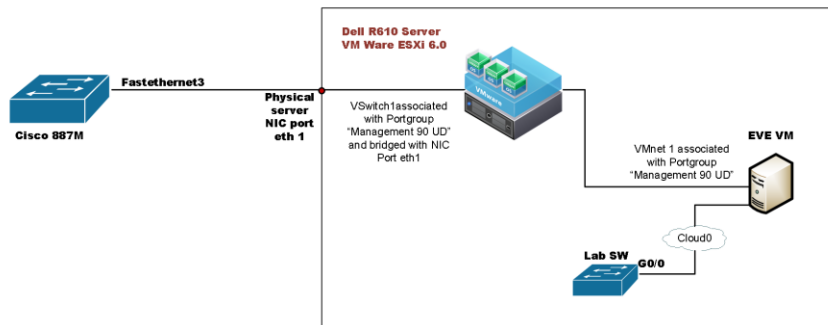 Dell R610 Server
VM Ware ESXi 6.0
Fastethernet3
Cisco 887M
Physical
server
NIC port
eth 1
VMware
VSwitch1associated
with Portgroup
“Management 90 UD”
and bridged with NIC
Port eth1
VMnet 1 associated
with Portgroup
“Management 90 UD”
EVE VM
Cloud0
Lab SW
G0/0